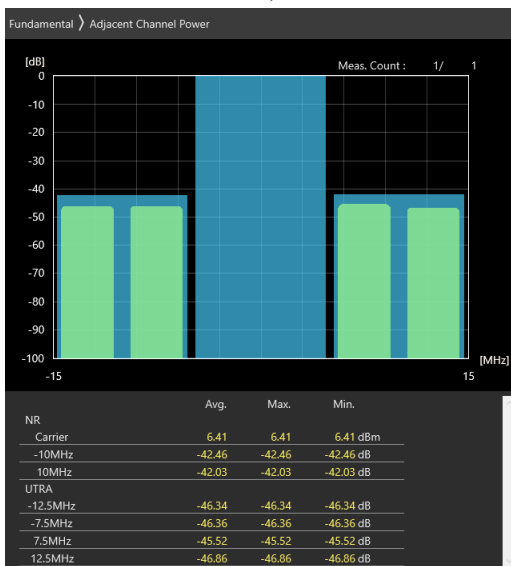 Fundamental 〉 Adjacent Channel Power
[dB] Meas. Count : 1/ 1
0
-10
-20
-30
-40
-50
-60
-70
-80
-90
-100 [MHz]
-15 15
Avg. Max. Min.
NR
Carrier 6.41 6.41 6.41 dBm
-10MHz -42.46 -42.46 -42.46 dB
10MHz -42.03 -42.03 -42.03 dB
UTRA
-12.5MHz -46.34 -46.34 -46.34 dB
-7.5MHz -46.36 -46.36 -46.36 dB
7.5MHz -45.52 -45.52 -45.52 dB
12.5MHz -46.86 -46.86 -46.86 dB